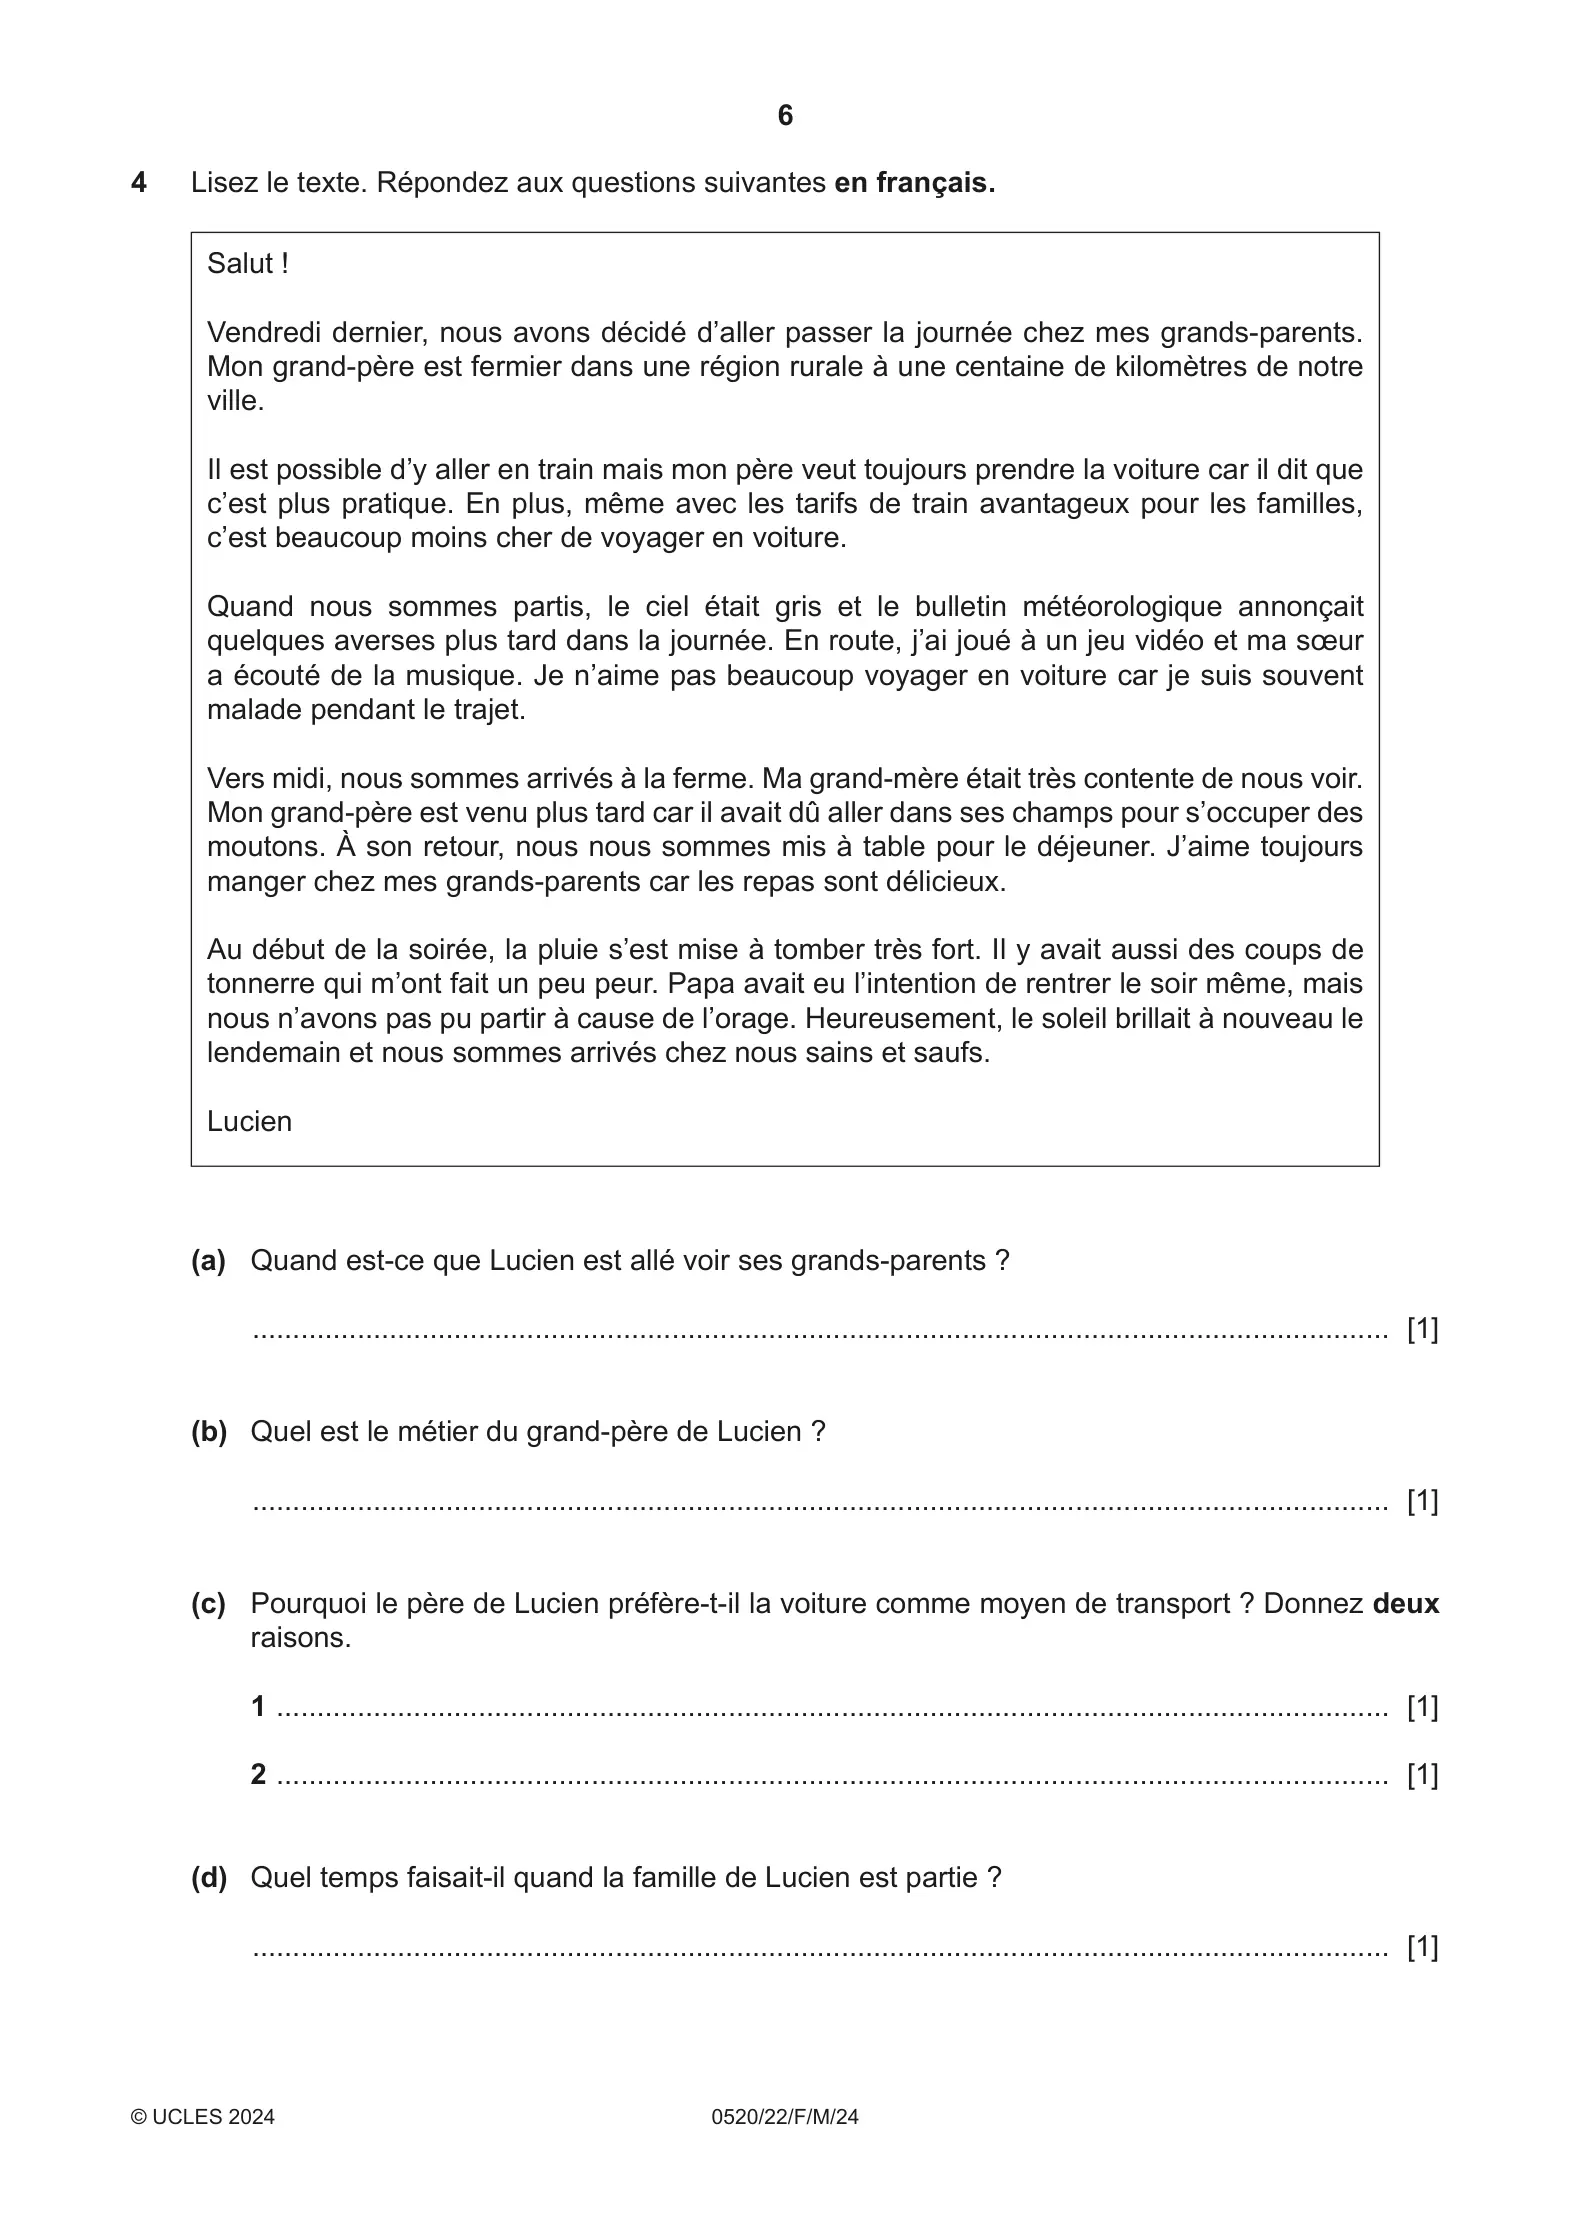 6
4 Lisez le texte. Répondez aux questions suivantes en français.
Salut !
Vendredi dernier, nous avons décidé d’aller passer la journée chez mes grands-parents.
Mon grand-père est fermier dans une région rurale à une centaine de kilomètres de notre
ville.
Il est possible d’y aller en train mais mon père veut toujours prendre la voiture car il dit que
c’est plus pratique. En plus, même avec les tarifs de train avantageux pour les familles,
c’est beaucoup moins cher de voyager en voiture.
Quand nous sommes partis, le ciel était gris et le bulletin météorologique annonçait
quelques averses plus tard dans la journée. En route, j’ai joué à un jeu vidéo et ma sœur
a écouté de la musique. Je n’aime pas beaucoup voyager en voiture car je suis souvent
malade pendant le trajet.
Vers midi, nous sommes arrivés à la ferme. Ma grand-mère était très contente de nous voir.
Mon grand-père est venu plus tard car il avait dû aller dans ses champs pour s’occuper des
moutons. À son retour, nous nous sommes mis à table pour le déjeuner. J’aime toujours
manger chez mes grands-parents car les repas sont délicieux.
Au début de la soirée, la pluie s’est mise à tomber très fort. Il y avait aussi des coups de
tonnerre qui m’ont fait un peu peur. Papa avait eu l’intention de rentrer le soir même, mais
nous n’avons pas pu partir à cause de l’orage. Heureusement, le soleil brillait à nouveau le
lendemain et nous sommes arrivés chez nous sains et saufs.
Lucien
(a) Quand est-ce que Lucien est allé voir ses grands-parents ?
[1]
(b) Quel est le métier du grand-père de Lucien ?
[1]
(c) Pourquoi le père de Lucien préfère-t-il la voiture comme moyen de transport ? Donnez deux
raisons.
1 [1]
2 [1]
(d) Quel temps faisait-il quand la famille de Lucien est partie ?
[1]
© UCLES 2024 0520/22/F/M/24